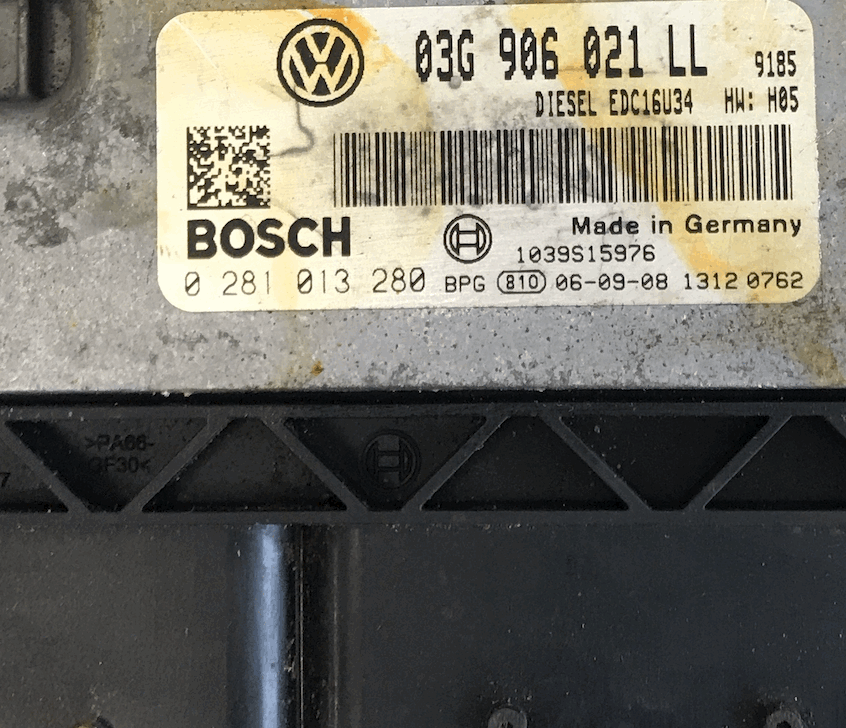 03G 906 021 LL 9185
DIESEL EDC16U34 HW: H05
BOSCH
Made in Germany
1039S15976
0 281 013 280 BPG 810 06-09-08 1312 0762
>PA66-
GF30<
7